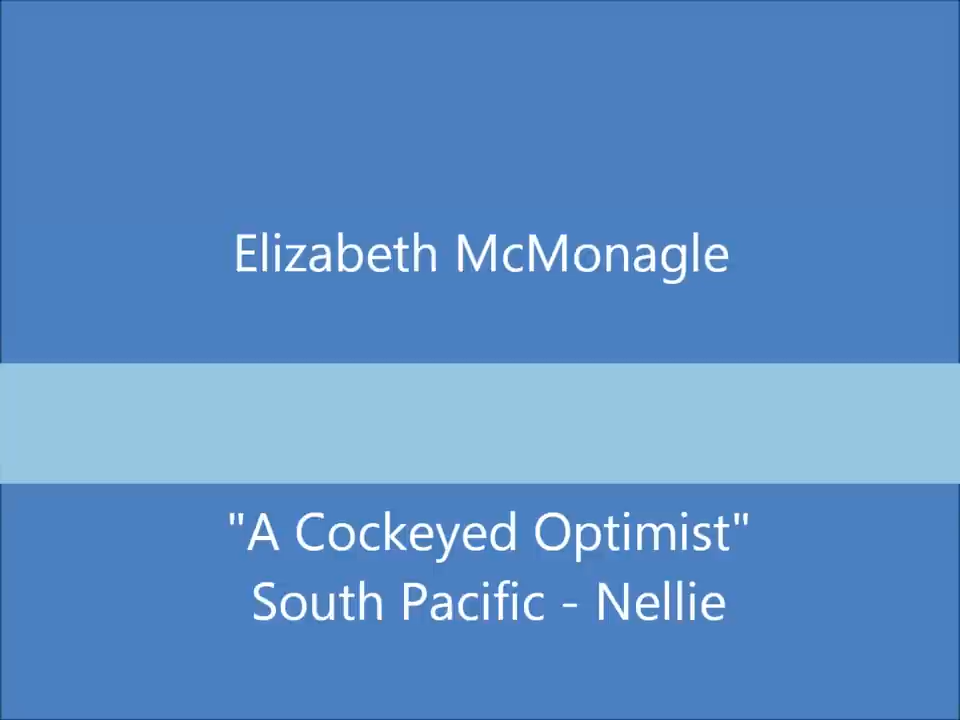 Elizabeth McMonagle
"A Cockeyed Optimist"
South Pacific - Nellie